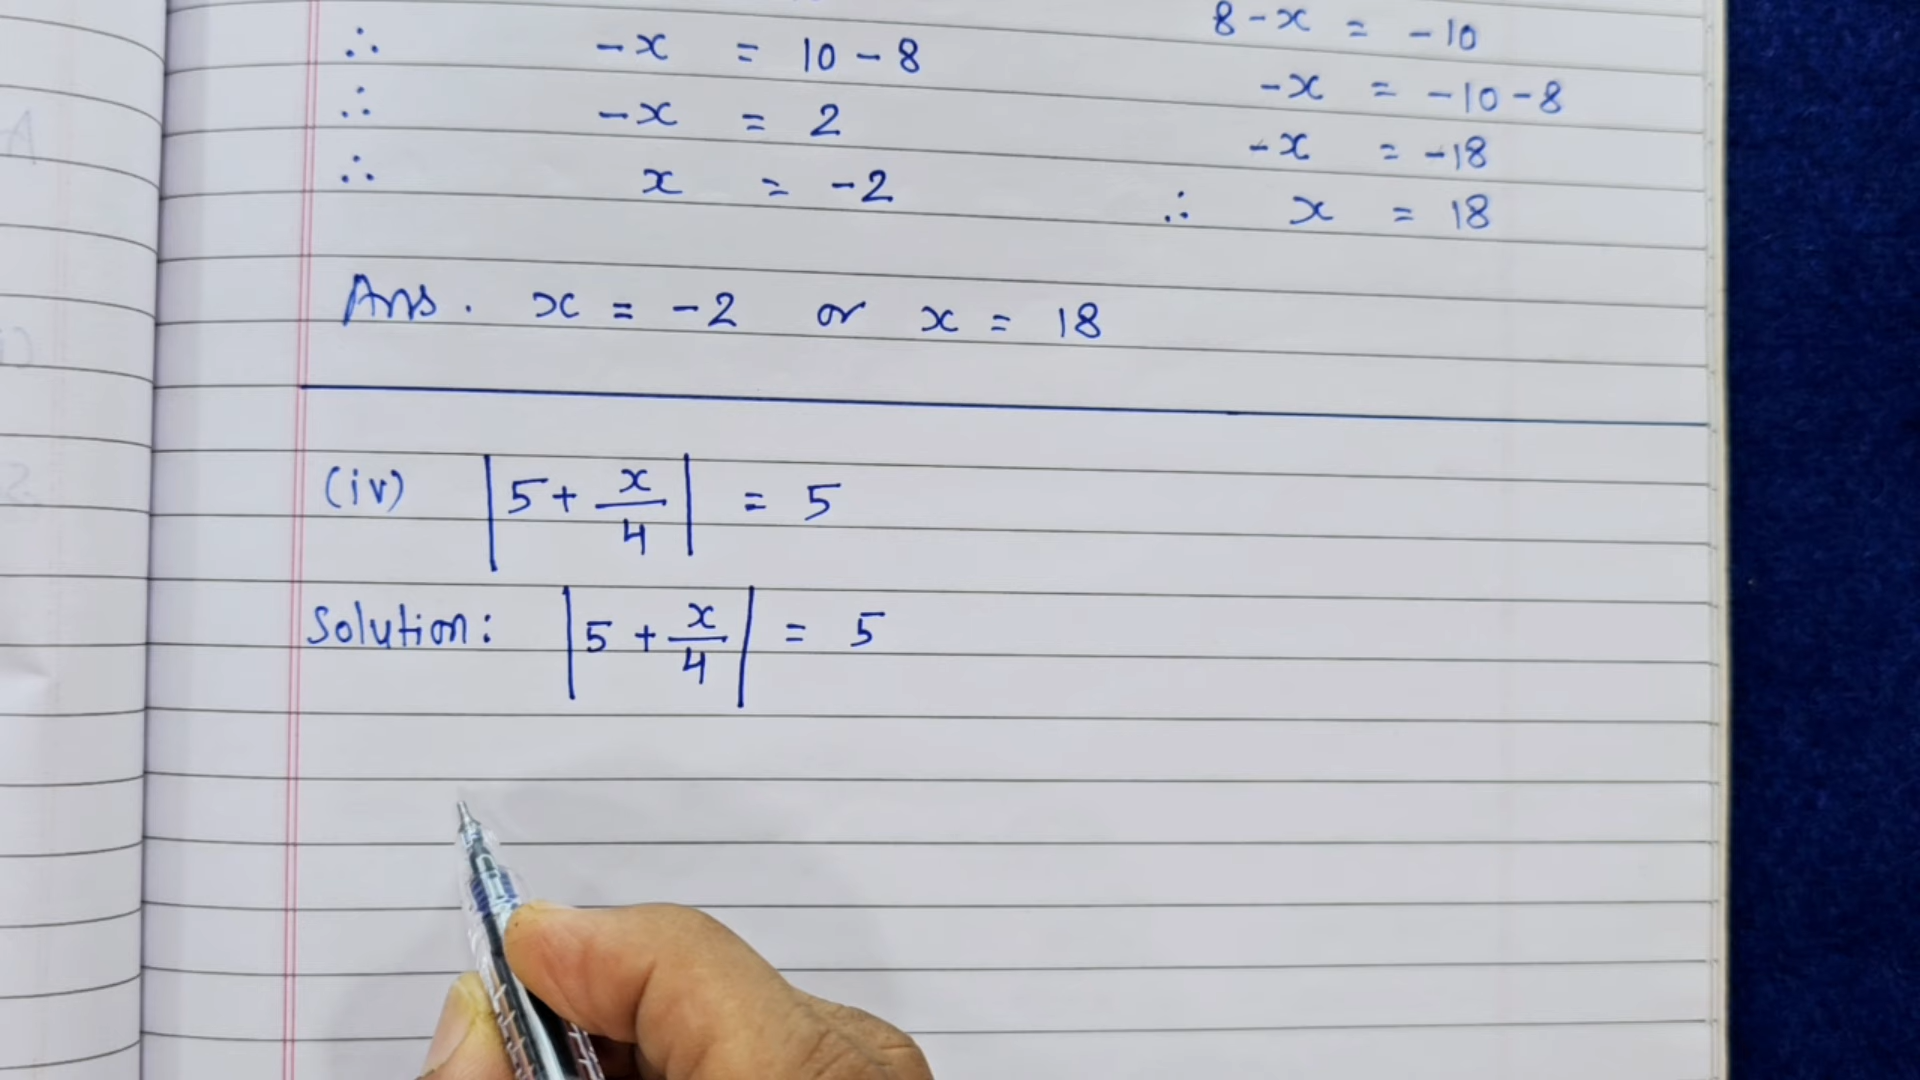 ∴ -x = 10 - 8
∴ -x = 2
∴ x = -2
8 - x = -10
-x = -10 - 8
-x = -18
∴ x = 18
Ans. x = -2 or x = 18
(iv) |5 + x/4| = 5
Solution: |5 + x/4| = 5